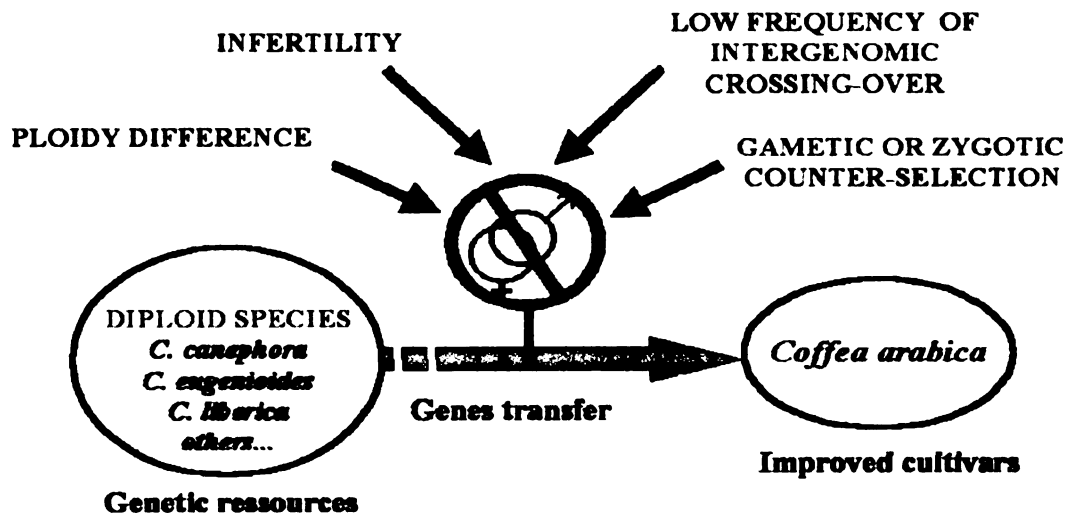 INFERTILITY
LOW FREQUENCY OF
INTERGENOMIC
CROSSING-OVER
PLOIDY DIFFERENCE
GAMETIC OR ZYGOTIC
COUNTER-SELECTION
DIPLOID SPECIES
C. canephora
C. eugenioides
C. liberica
others...
Genes transfer
Coffea arabica
Improved cultivars
Genetic ressources